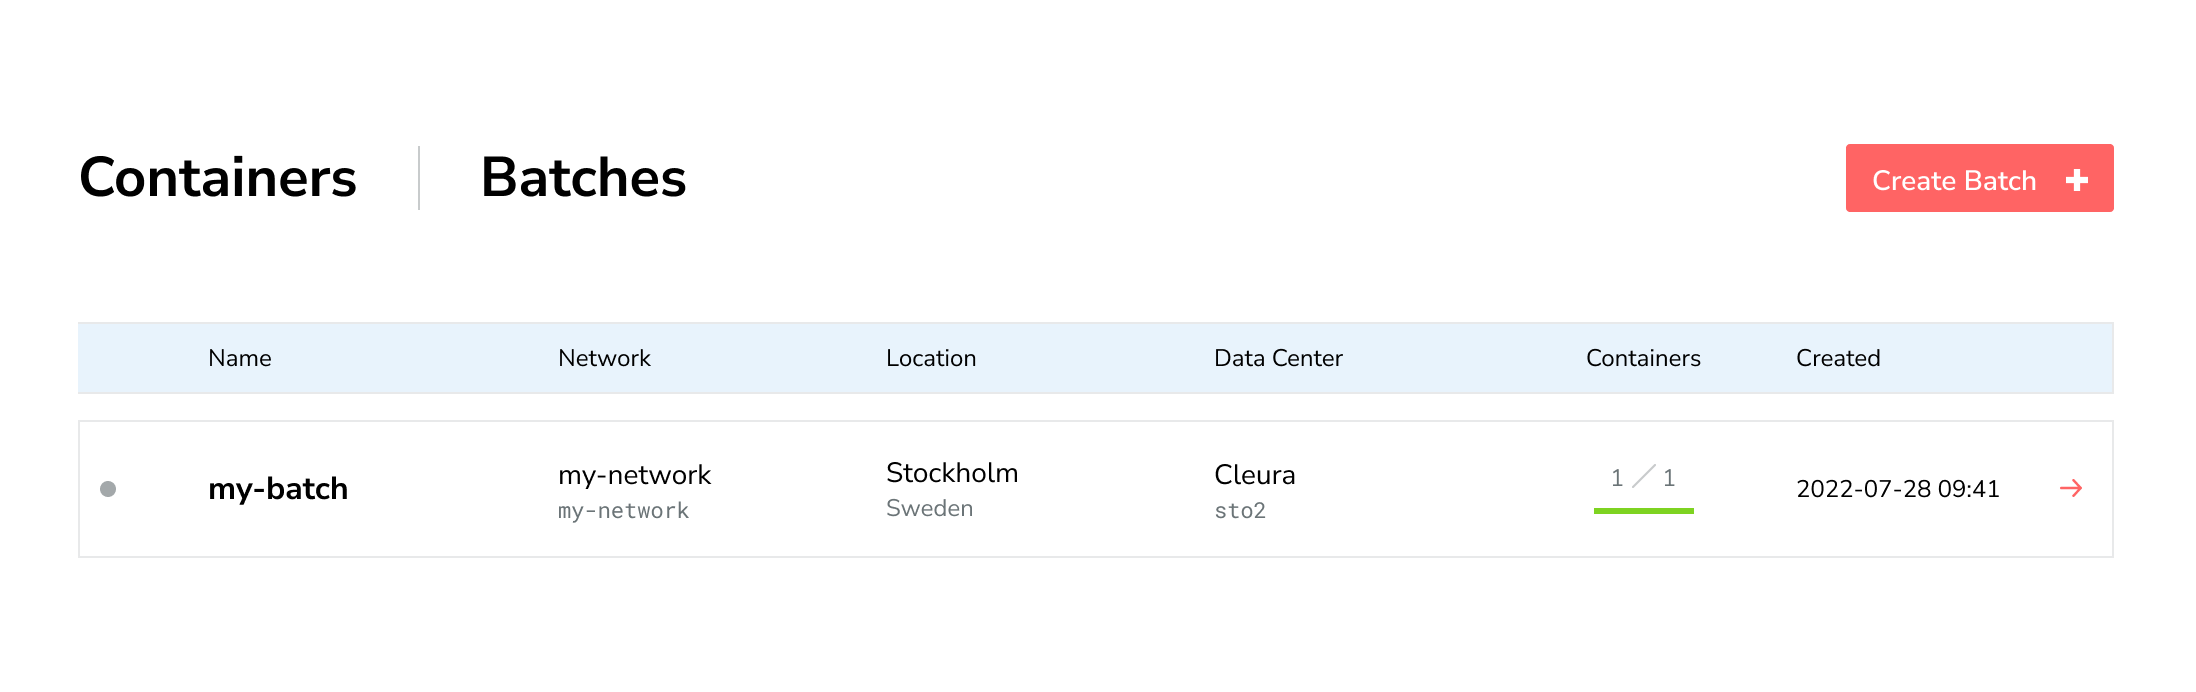 Containers Batches Create Batch
Name Network Location Data Center Containers Created
my-batch my-network Stockholm Cleura 1 / 1 2022-07-28 09:41
my-network Sweden sto2